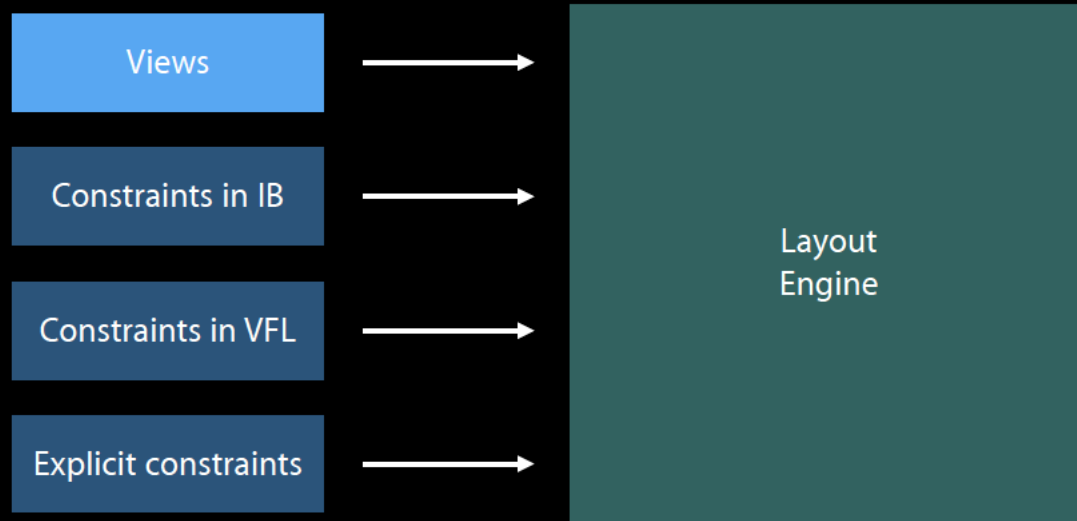 Views
Constraints in IB
Constraints in VFL
Explicit constraints
Layout
Engine